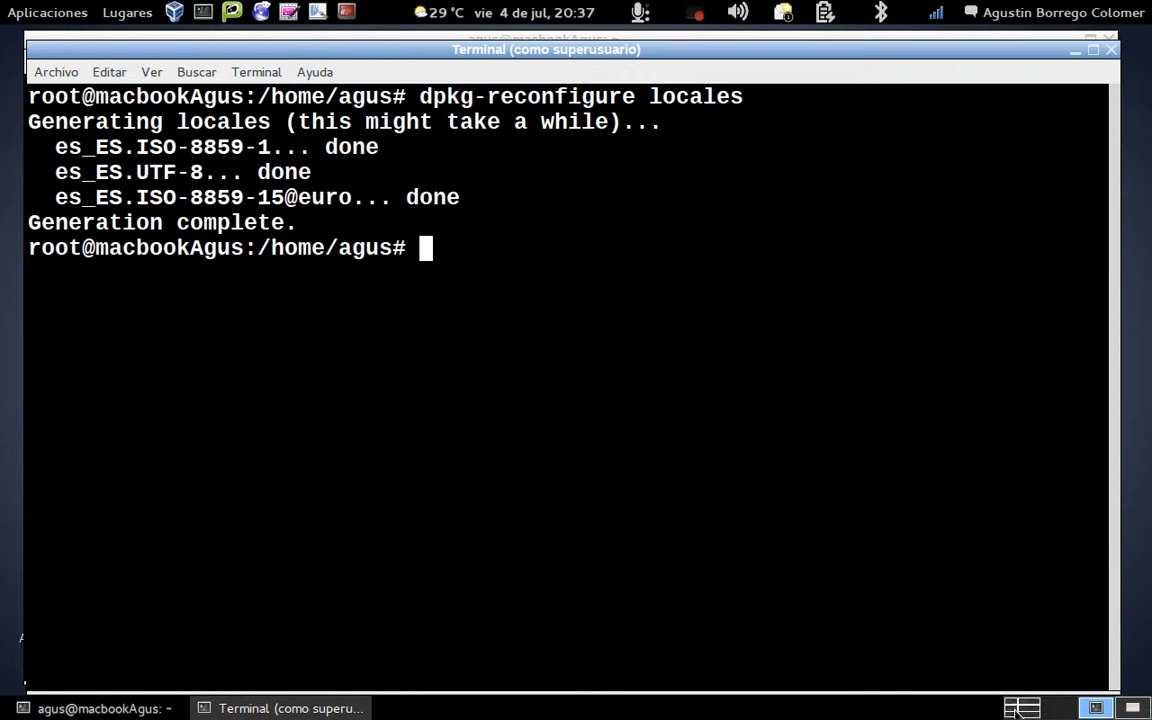 Aplicaciones Lugares 29 °C vie 4 de jul, 20:37 Agustin Borrego Colomer
Terminal (como superusuario)
Archivo Editar Ver Buscar Terminal Ayuda
root@macbookAgus:/home/agus# dpkg-reconfigure locales
Generating locales (this might take a while)...
  es_ES.ISO-8859-1... done
  es_ES.UTF-8... done
  es_ES.ISO-8859-15@euro... done
Generation complete.
root@macbookAgus:/home/agus#
agus@macbookAgus: ~ Terminal (como superu...